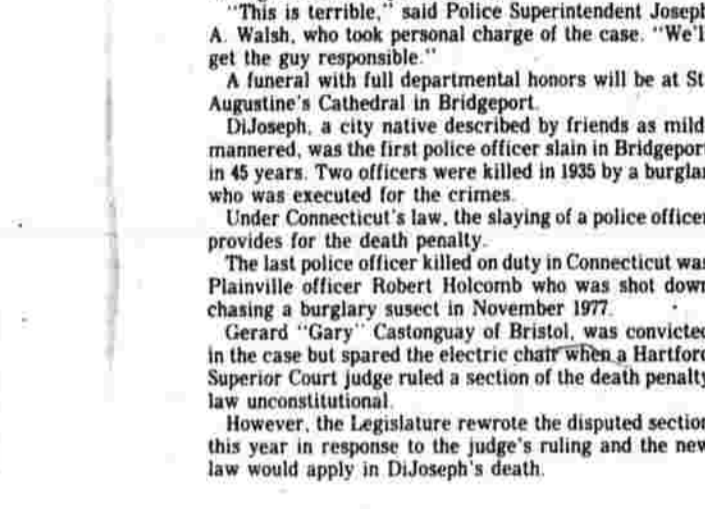 "This is terrible," said Police Superintendent Joseph
A. Walsh, who took personal charge of the case. "We'll
get the guy responsible."
A funeral with full departmental honors will be at St.
Augustine's Cathedral in Bridgeport.
DiJoseph, a city native described by friends as mild-
mannered, was the first police officer slain in Bridgeport
in 45 years. Two officers were killed in 1935 by a burglar
who was executed for the crimes.
Under Connecticut's law, the slaying of a police officer
provides for the death penalty.
The last police officer killed on duty in Connecticut was
Plainville officer Robert Holcomb who was shot down
chasing a burglary susect in November 1977.
Gerard "Gary" Castonguay of Bristol, was convicted
in the case but spared the electric chair when a Hartford
Superior Court judge ruled a section of the death penalty
law unconstitutional.
However, the Legislature rewrote the disputed section
this year in response to the judge's ruling and the new
law would apply in DiJoseph's death.